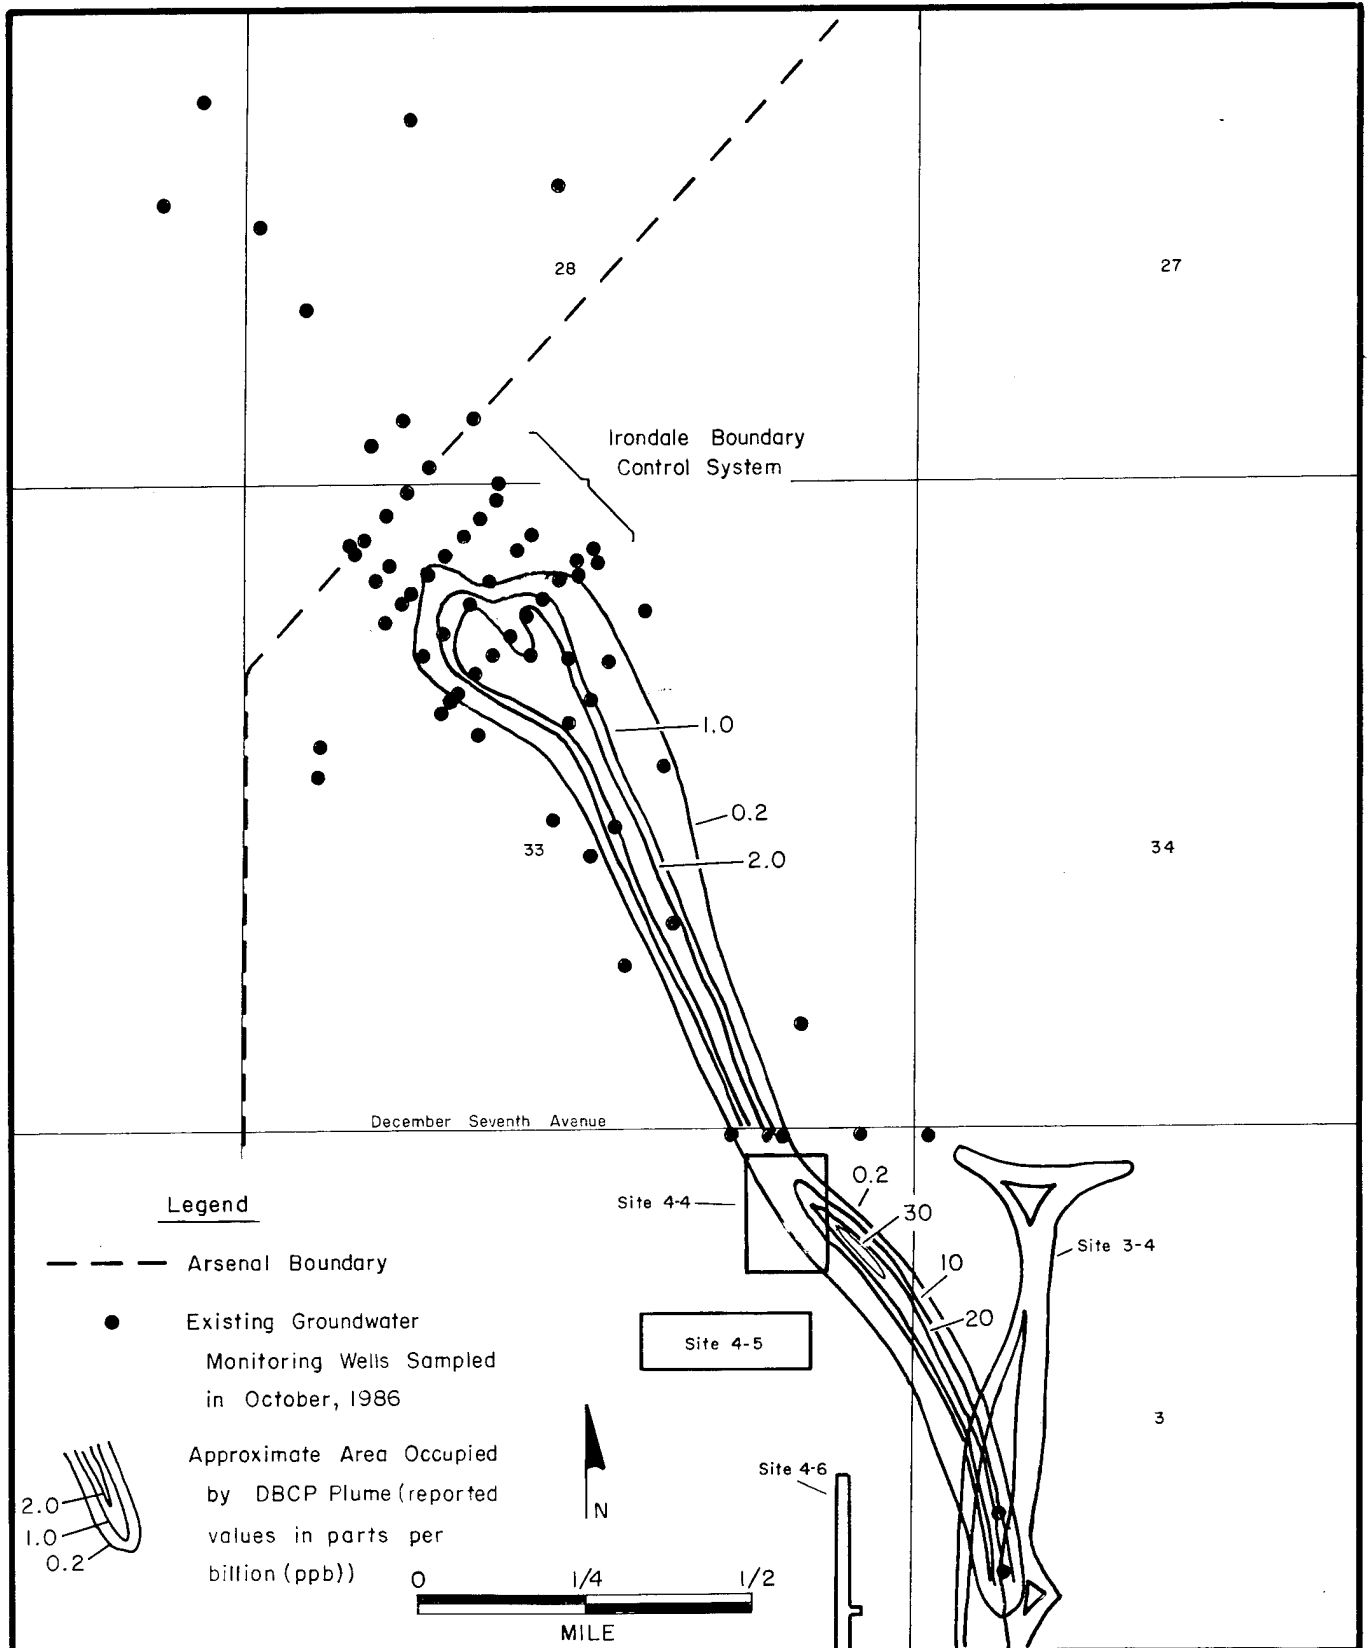 28
27
Irondale Boundary
Control System
1.0
0.2
2.0
33
34
December Seventh Avenue
0.2
Site 4-4
30
Site 3-4
10
20
Site 4-5
3
Site 4-6
Legend
Arsenal Boundary
Existing Groundwater
Monitoring Wells Sampled
in October, 1986
Approximate Area Occupied
by DBCP Plume (reported
values in parts per
billion (ppb))
2.0
1.0
0.2
N
0 1/4 1/2
MILE